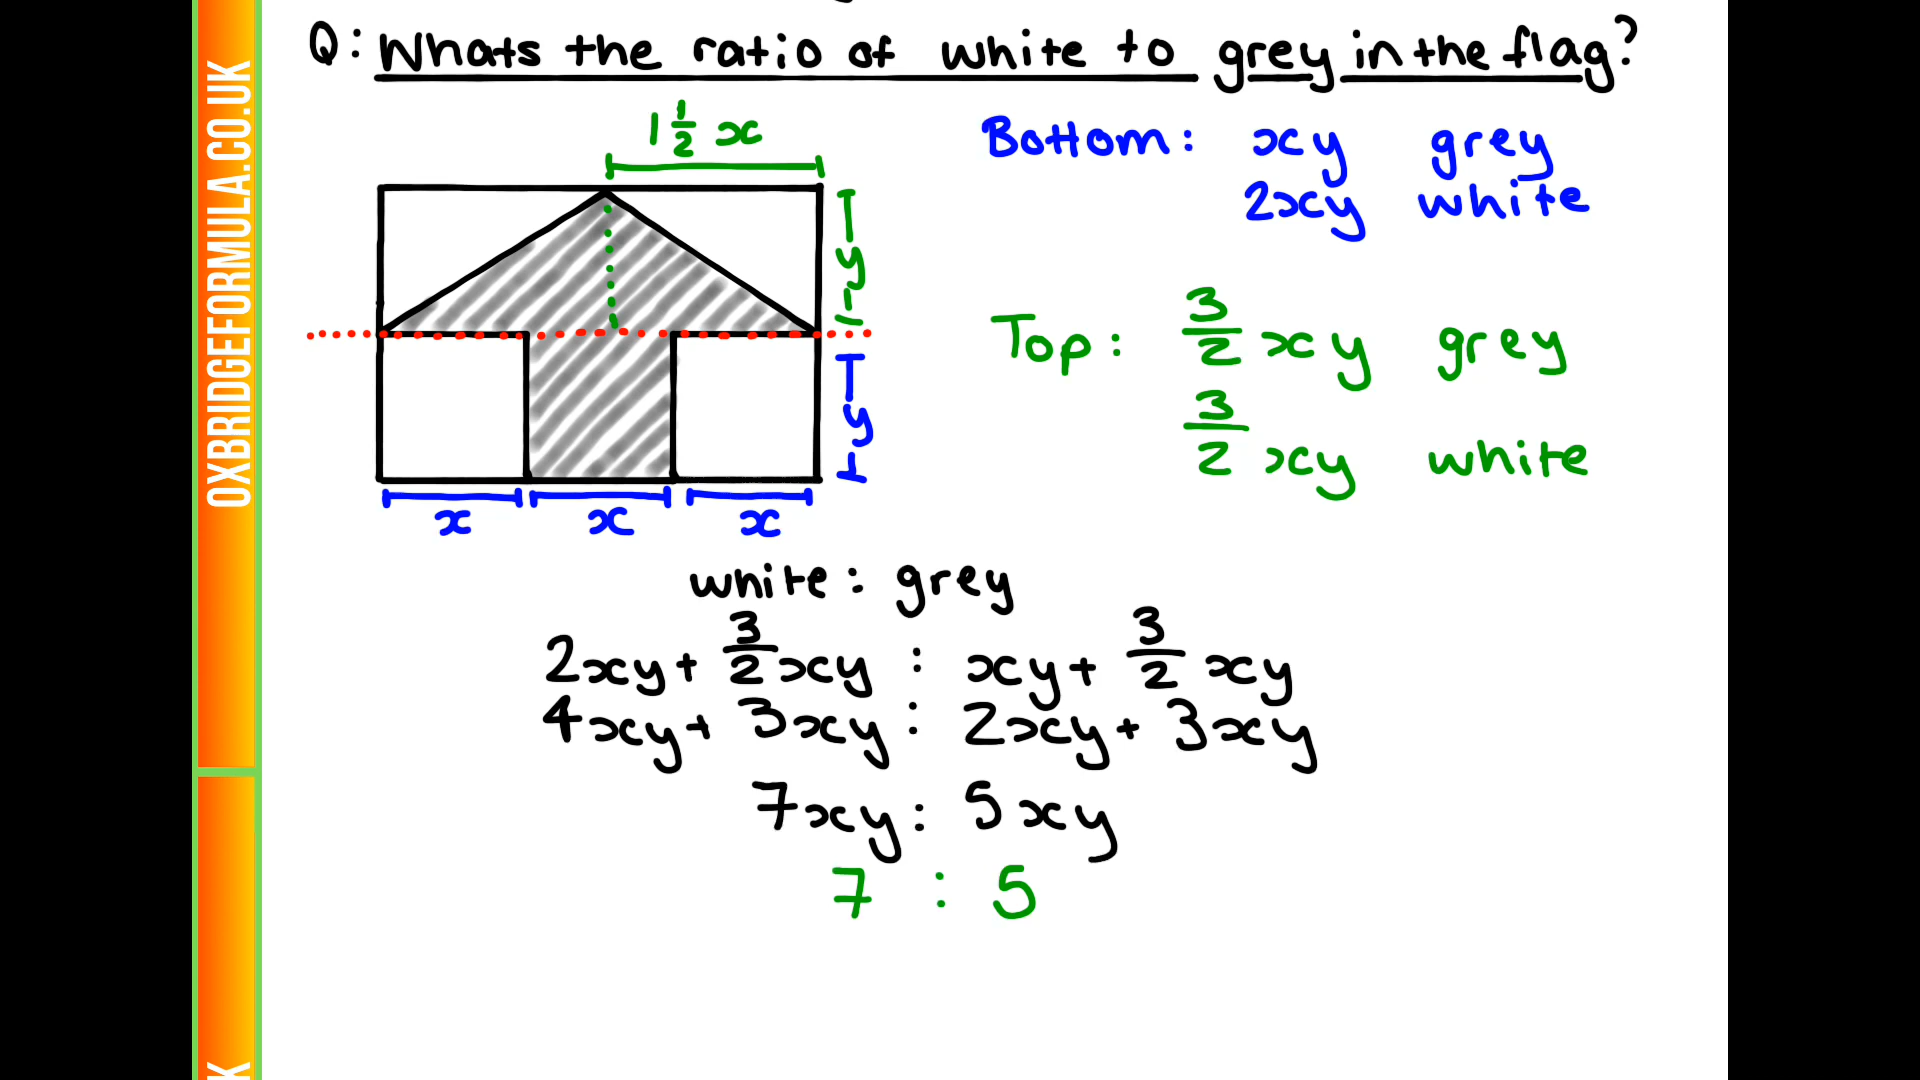 OXBRIDGEFORMULA.CO.UK
Q: Whats the ratio of white to grey in the flag?
1 1/2 x
y
y
x x x
Bottom: xy grey
2xy white
Top: 3/2 xy grey
3/2 xy white
white: grey
2xy + 3/2 xy : xy + 3/2 xy
4xy + 3xy : 2xy + 3xy
7xy : 5xy
7 : 5
K